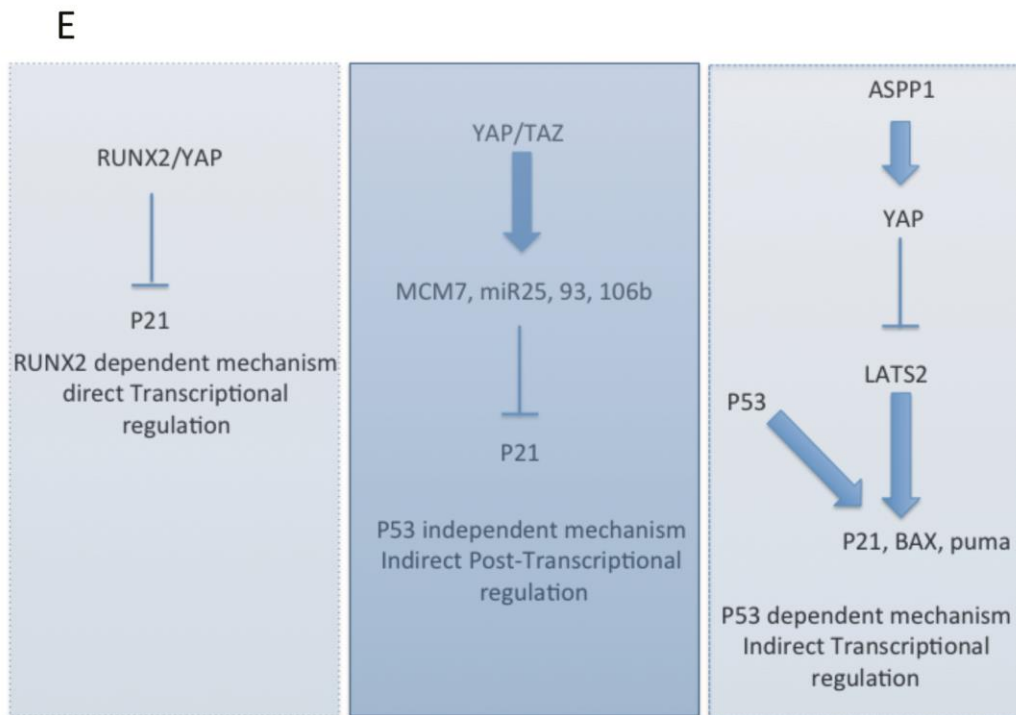 E
RUNX2/YAP
P21
RUNX2 dependent mechanism
direct Transcriptional
regulation
YAP/TAZ
MCM7, miR25, 93, 106b
P21
P53 independent mechanism
Indirect Post-Transcriptional
regulation
ASPP1
YAP
LATS2
P53
P21, BAX, puma
P53 dependent mechanism
Indirect Transcriptional
regulation